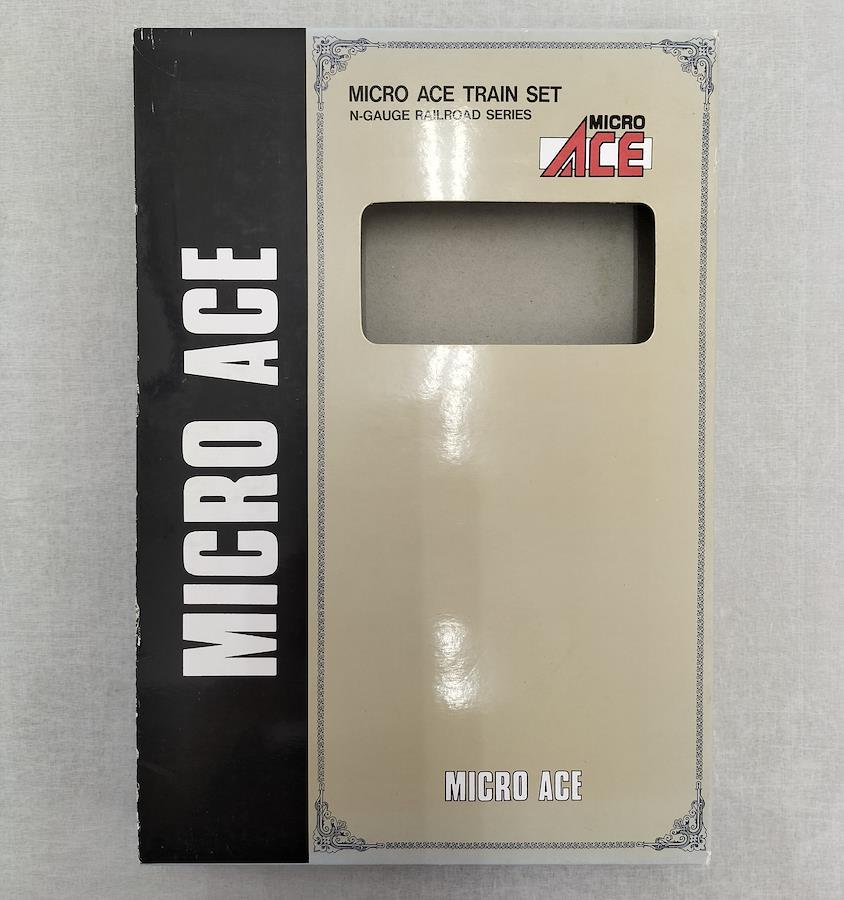 MICRO ACE
MICRO ACE TRAIN SET
N-GAUGE RAILROAD SERIES
MICRO
ACE
MICRO ACE